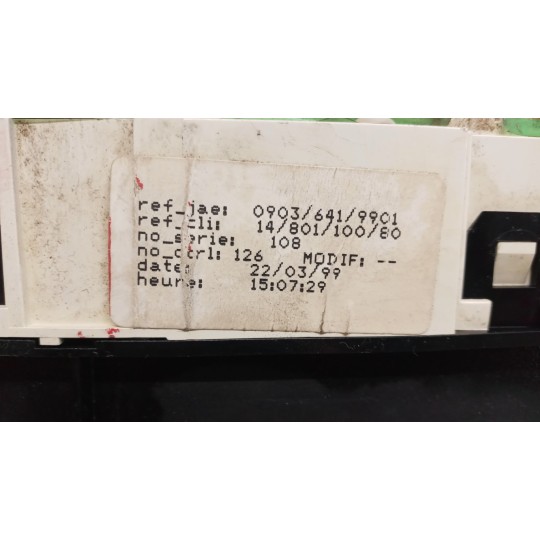 ref_jae: 0903/641/9901
ref_cli: 14/801/100/80
no_serie: 108
no_ctrl: 126 MODIF: --
date: 22/03/99
heure: 15:07:29